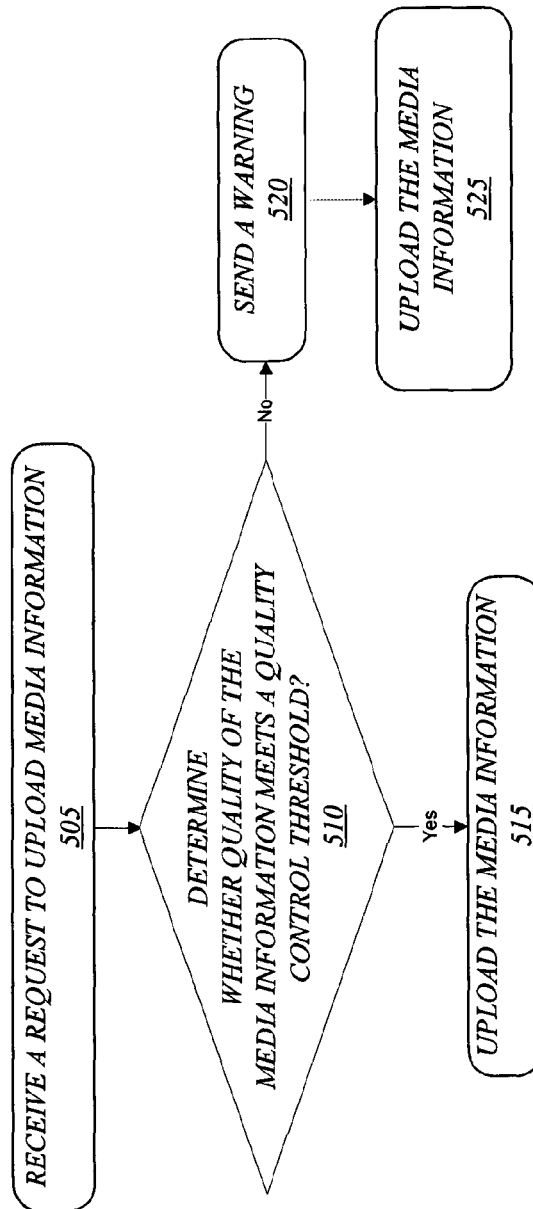 RECEIVE A REQUEST TO UPLOAD MEDIA INFORMATION
505
DETERMINE
WHETHER QUALITY OF THE
MEDIA INFORMATION MEETS A QUALITY
CONTROL THRESHOLD?
510
No
SEND A WARNING
520
UPLOAD THE MEDIA
INFORMATION
525
Yes
UPLOAD THE MEDIA INFORMATION
515